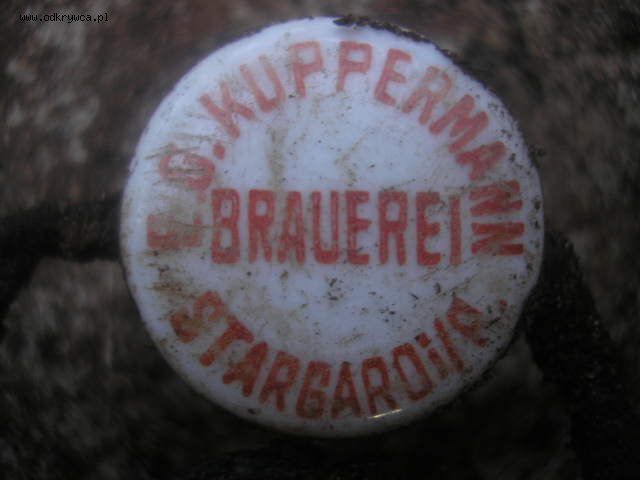 www.odkrywca.pl
E.G. KUPPERMANN
BRAUEREI
STARGARD i/P.